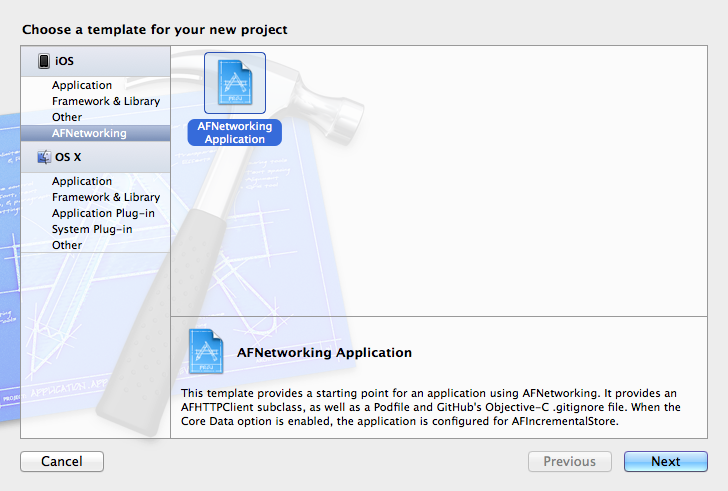 Choose a template for your new project
iOS
Application
Framework & Library
Other
AFNetworking
OS X
Application
Framework & Library
Application Plug-in
System Plug-in
Other
AFNetworking
Application
AFNetworking Application
This template provides a starting point for an application using AFNetworking. It provides an
AFHTTPClient subclass, as well as a Podfile and GitHub's Objective-C .gitignore file. When the
Core Data option is enabled, the application is configured for AFIncrementalStore.
Cancel
Previous
Next